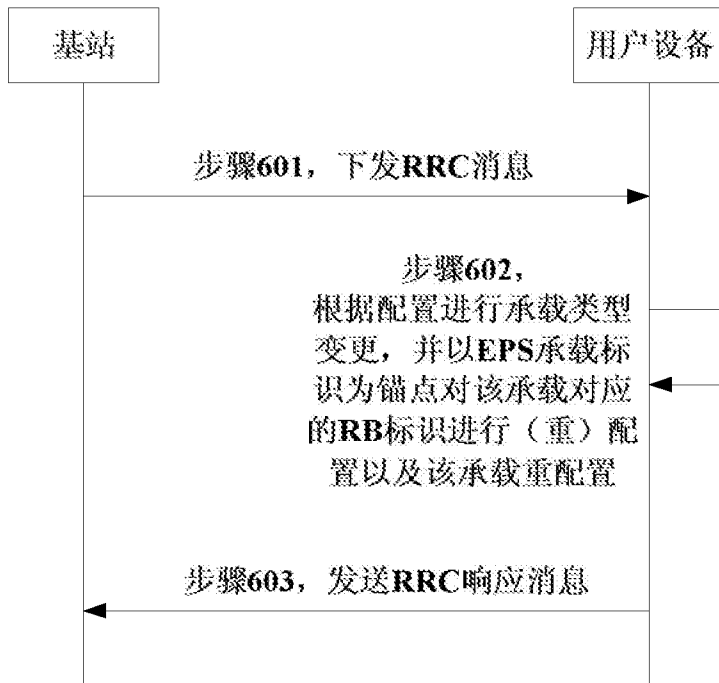 基站
用户设备
步骤601，下发RRC消息
步骤602，
根据配置进行承载类型
变更，并以EPS承载标
识为锚点对该承载对应
的RB标识进行（重）配
置以及该承载重配置
步骤603，发送RRC响应消息